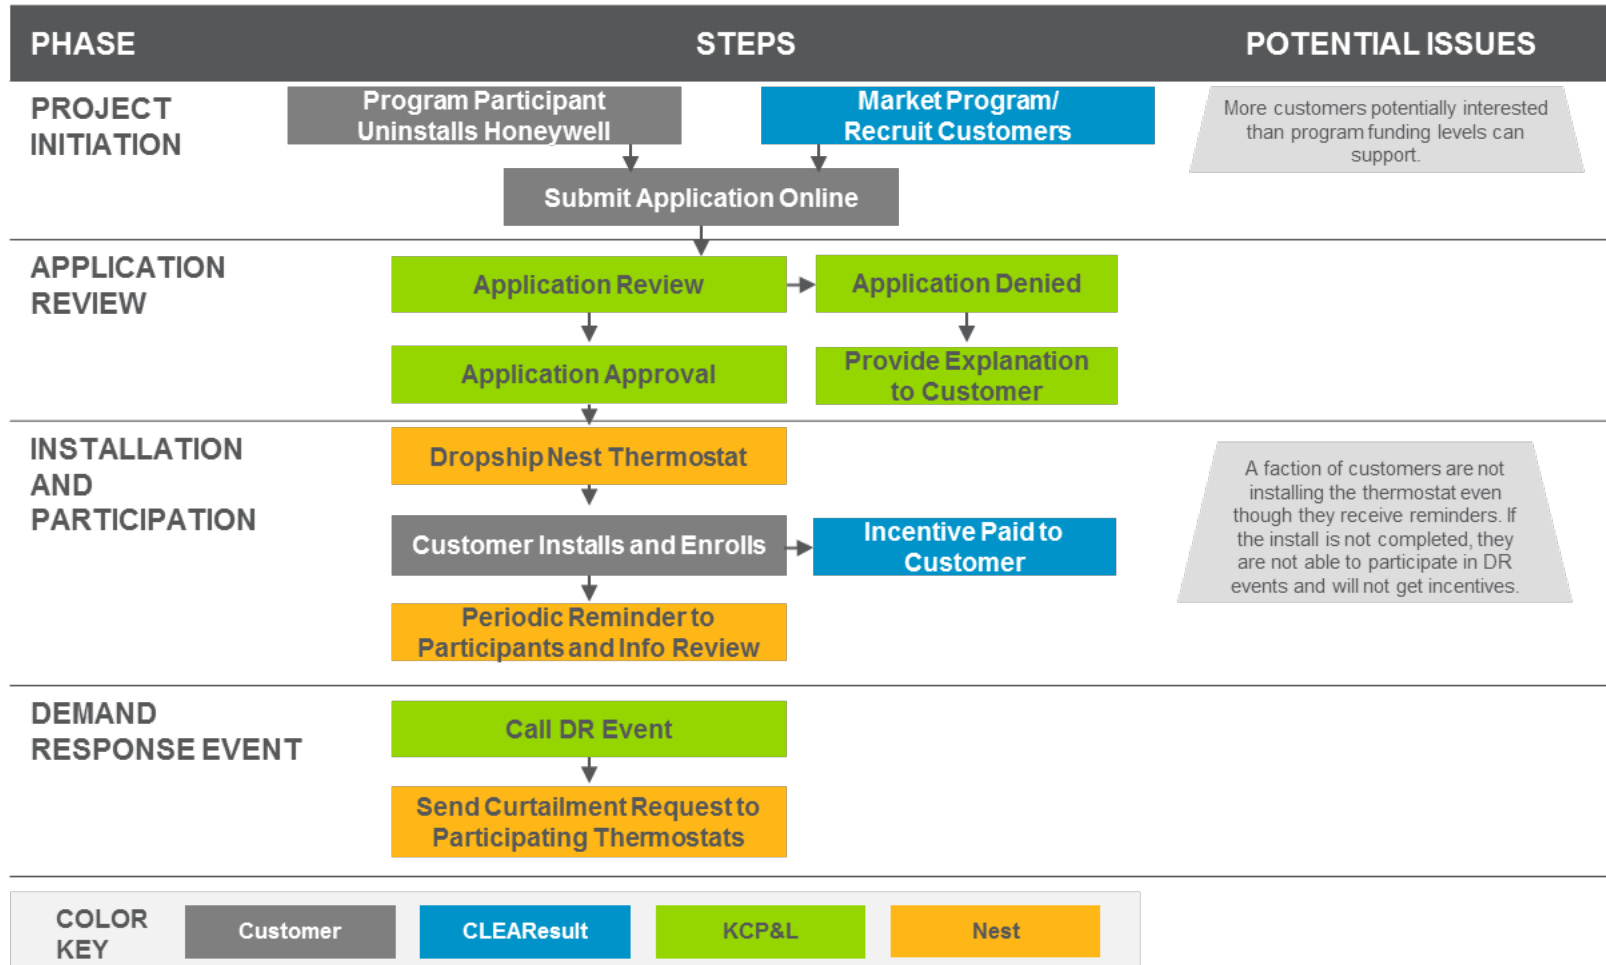 PHASE
STEPS
POTENTIAL ISSUES
PROJECT
INITIATION
Program Participant
Uninstalls Honeywell
Market Program/
Recruit Customers
Submit Application Online
More customers potentially interested
than program funding levels can
support.
APPLICATION
REVIEW
Application Review
Application Denied
Application Approval
Provide Explanation
to Customer
INSTALLATION
AND
PARTICIPATION
Dropship Nest Thermostat
Customer Installs and Enrolls
Incentive Paid to
Customer
Periodic Reminder to
Participants and Info Review
A faction of customers are not
installing the thermostat even
though they receive reminders. If
the install is not completed, they
are not able to participate in DR
events and will not get incentives.
DEMAND
RESPONSE EVENT
Call DR Event
Send Curtailment Request to
Participating Thermostats
COLOR
KEY
Customer
CLEAResult
KCP&L
Nest